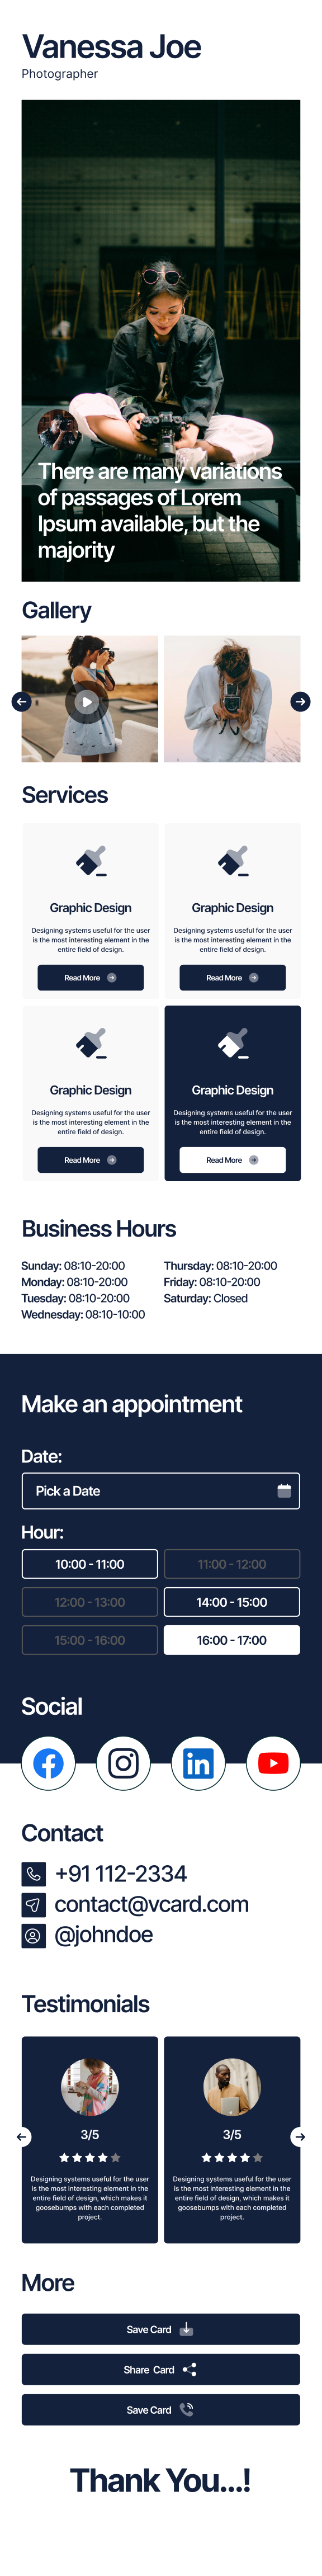 Vanessa Joe
Photographer
There are many variations
of passages of Lorem
Ipsum available, but the
majority
Gallery
Services
Graphic Design
Designing systems useful for the user
is the most interesting element in the
entire field of design.
Read More
Graphic Design
Designing systems useful for the user
is the most interesting element in the
entire field of design.
Read More
Graphic Design
Designing systems useful for the user
is the most interesting element in the
entire field of design.
Read More
Graphic Design
Designing systems useful for the user
is the most interesting element in the
entire field of design.
Read More
Business Hours
Sunday: 08:10-20:00
Monday: 08:10-20:00
Tuesday: 08:10-20:00
Wednesday: 08:10-10:00
Thursday: 08:10-20:00
Friday: 08:10-20:00
Saturday: Closed
Make an appointment
Date:
Pick a Date
Hour:
10:00 - 11:00
11:00 - 12:00
12:00 - 13:00
14:00 - 15:00
15:00 - 16:00
16:00 - 17:00
Social
Contact
+91 112-2334
contact@vcard.com
@johndoe
Testimonials
3/5
Designing systems useful for the user
is the most interesting element in the
entire field of design, which makes it
goosebumps with each completed
project.
3/5
Designing systems useful for the user
is the most interesting element in the
entire field of design, which makes it
goosebumps with each completed
project.
More
Save Card
Share Card
Save Card
Thank You...!